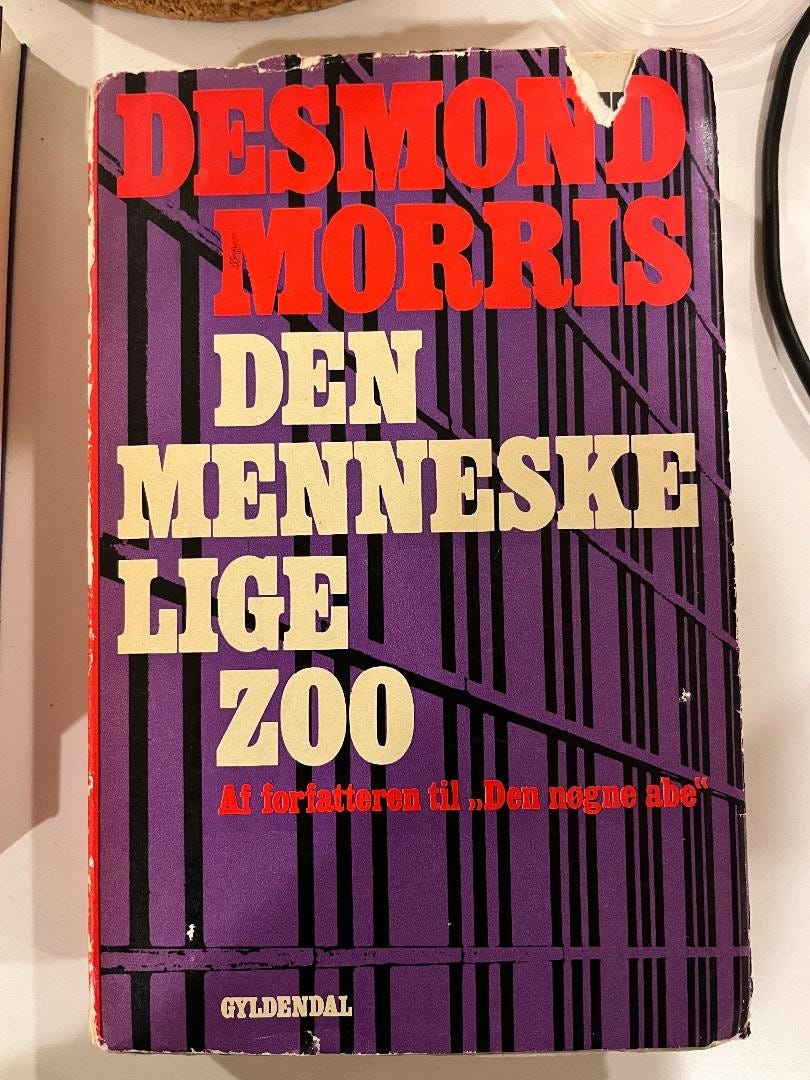 DESMOND
MORRIS
DEN
MENNESKE
LIGE
ZOO
Af forfatteren til „Den nøgne abe“
GYLDENDAL